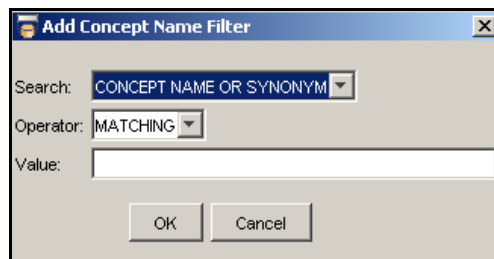 Add Concept Name Filter
Search: CONCEPT NAME OR SYNONYM
Operator: MATCHING
Value:
OK Cancel